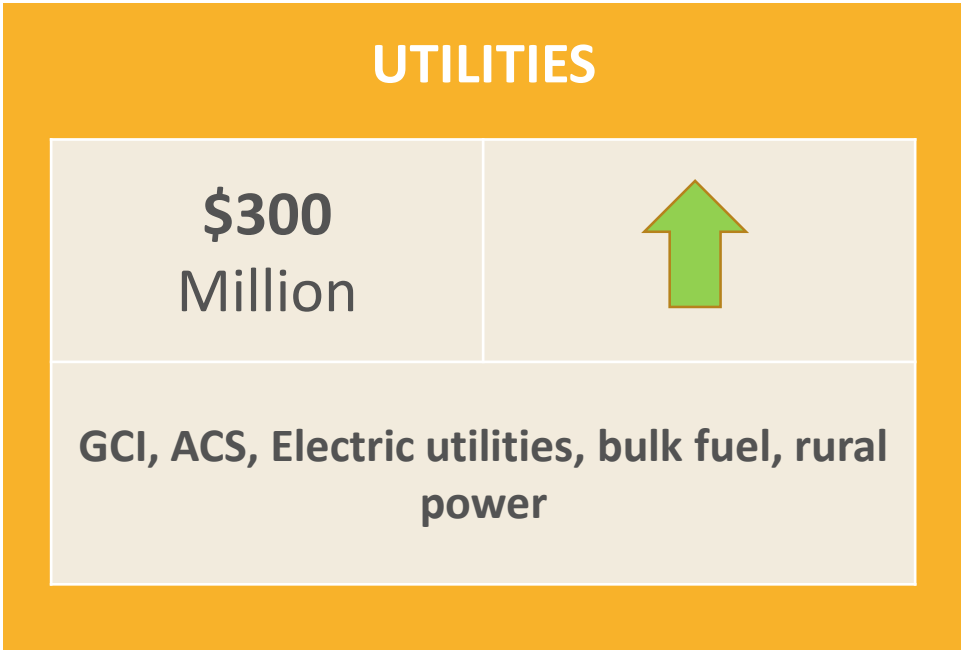 UTILITIES
$300
Million
GCI, ACS, Electric utilities, bulk fuel, rural
power